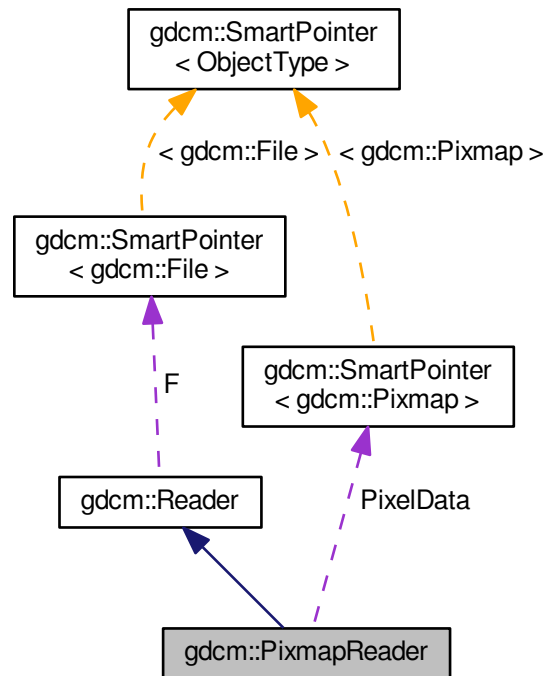 gdcm::SmartPointer
< ObjectType >
< gdcm::File >
< gdcm::Pixmap >
gdcm::SmartPointer
< gdcm::File >
gdcm::SmartPointer
< gdcm::Pixmap >
F
gdcm::Reader
PixelData
gdcm::PixmapReader